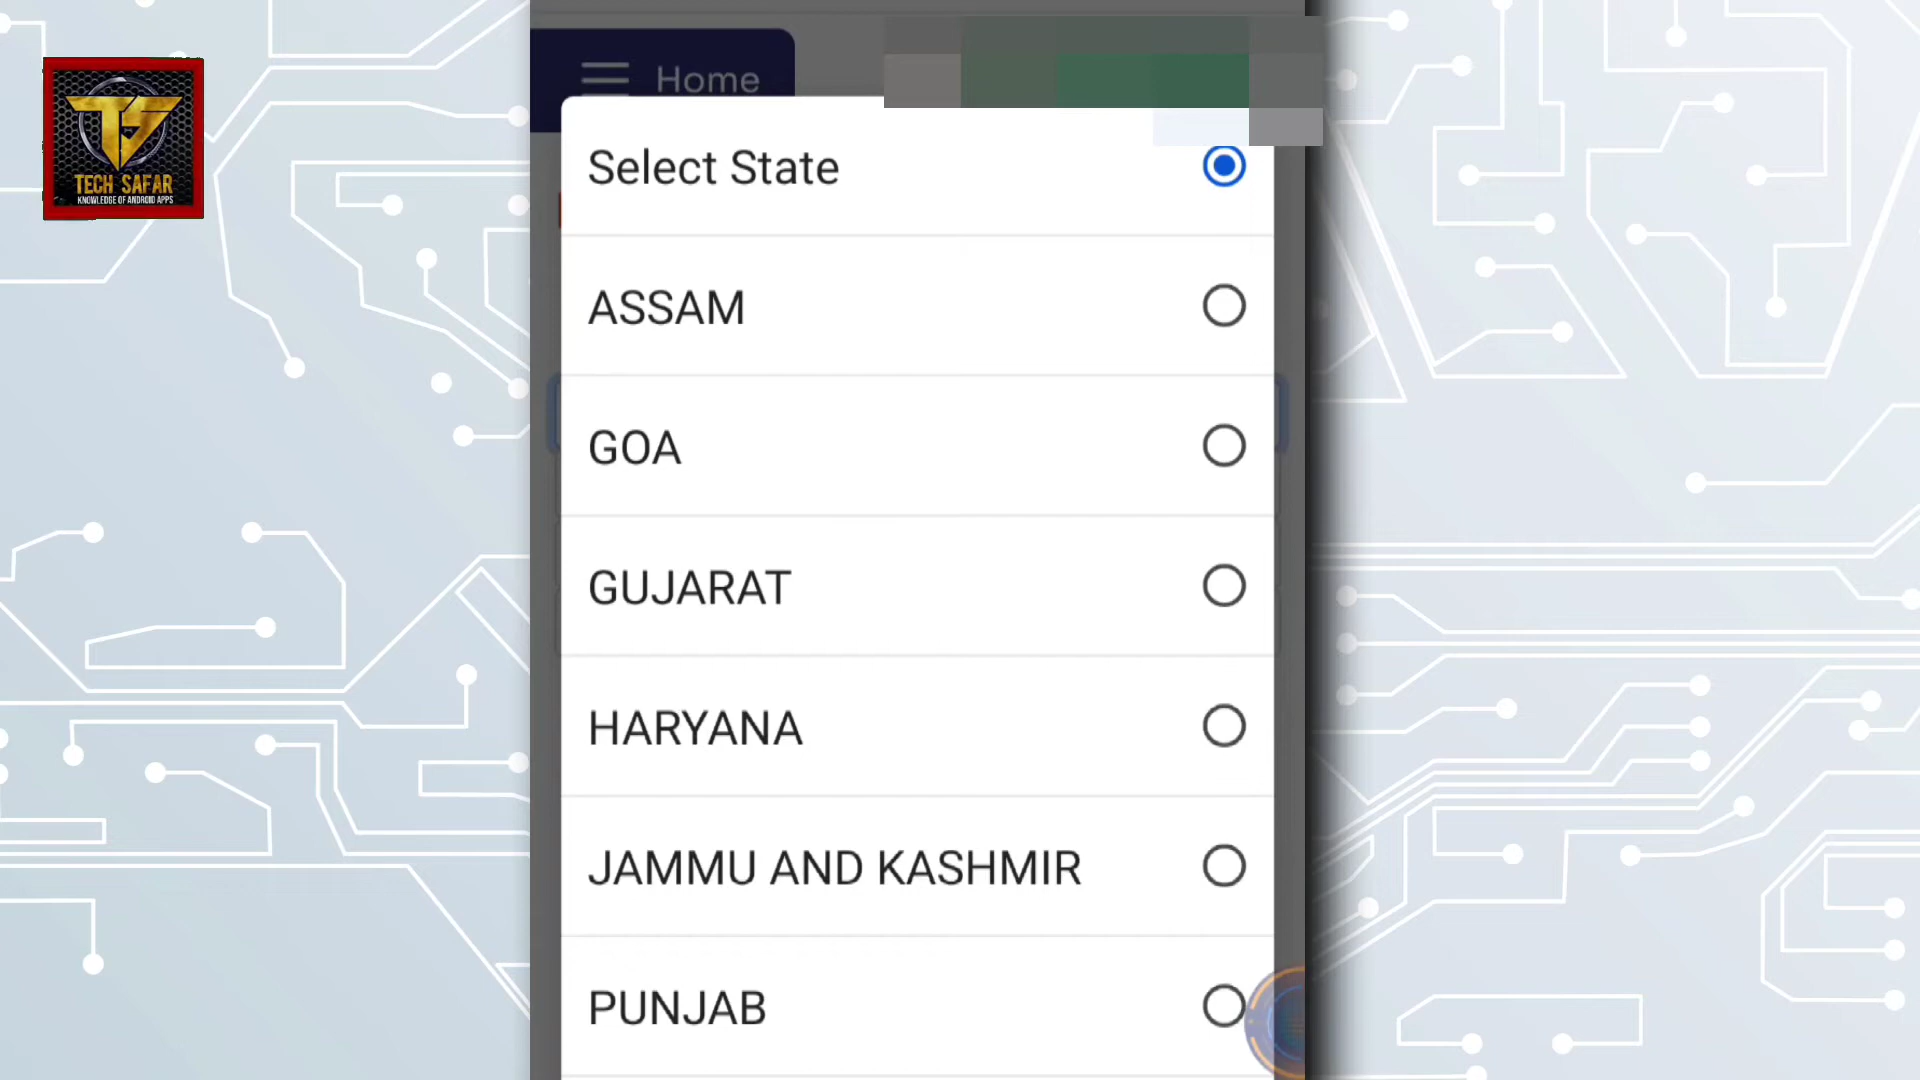 TECH SAFAR
KNOWLEDGE OF ANDROID APPS
Home
Select State
ASSAM
GOA
GUJARAT
HARYANA
JAMMU AND KASHMIR
PUNJAB